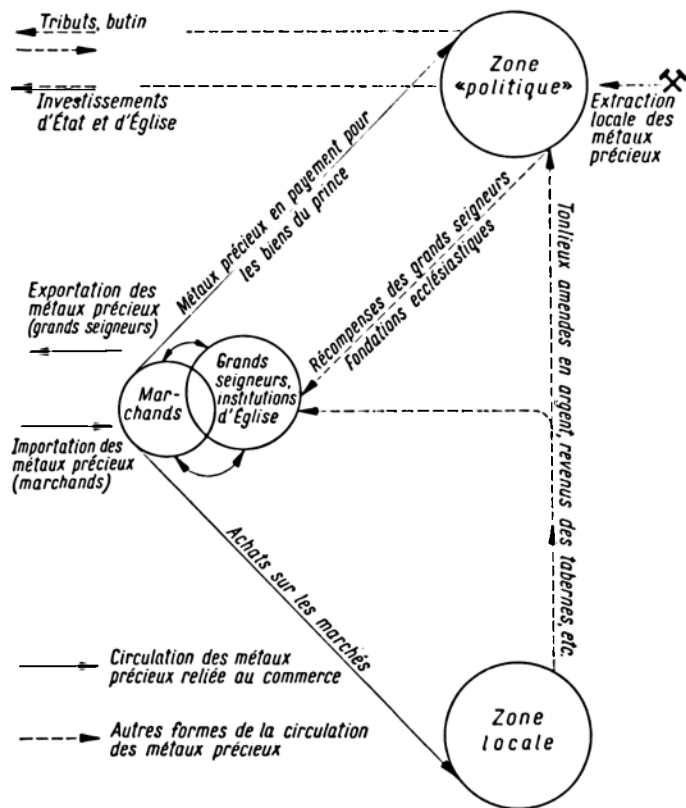 Tributs, butin
Investissements
d'État et d'Église
Zone
«politique»
Extraction
locale des
métaux
précieux
Métaux précieux en payement pour
les biens du prince
Récompenses des grands seigneurs
Fondations ecclésiastiques
Tonlieux amendes en argent, revenus des tabernes, etc.
Exportation des
métaux précieux
(grands seigneurs)
Mar-
chands
Grands
seigneurs,
institutions
d'Église
Importation des
métaux précieux
(marchands)
Achats sur les marchés
Circulation des métaux
précieux reliée au commerce
Autres formes de la circulation
des métaux précieux
Zone
locale